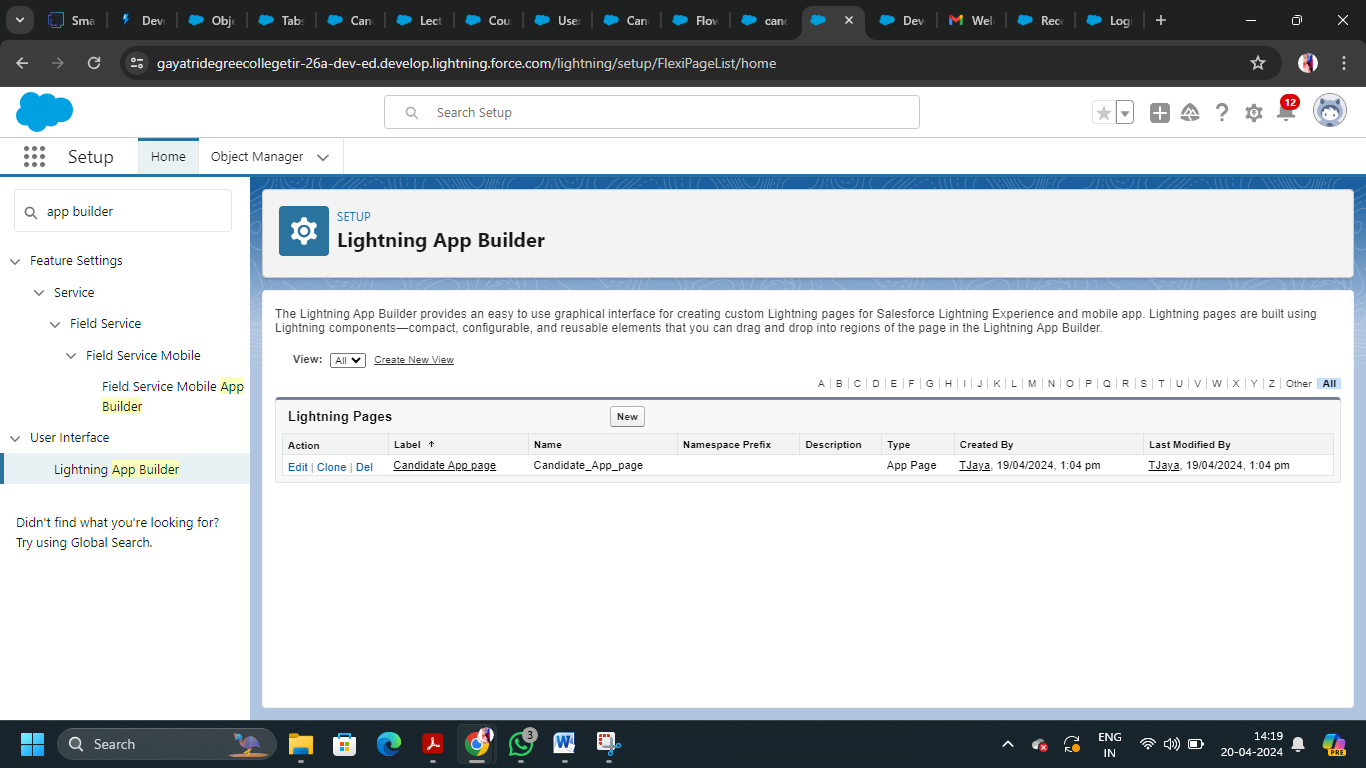 Sma
Deve
Obje
Tabs
Can
Lect
Cou
Use
Can
Flow
canc
Dev
Wel
Rec
Logi
gayatridegreecollegetir-26a-dev-ed.develop.lightning.force.com/lightning/setup/FlexiPageList/home
Search Setup
12
Setup
Home
Object Manager
app builder
Feature Settings
Service
Field Service
Field Service Mobile
Field Service Mobile App
Builder
User Interface
Lightning App Builder
Didn't find what you're looking for?
Try using Global Search.
SETUP
Lightning App Builder
The Lightning App Builder provides an easy to use graphical interface for creating custom Lightning pages for Salesforce Lightning Experience and mobile app. Lightning pages are built using
Lightning components—compact, configurable, and reusable elements that you can drag and drop into regions of the page in the Lightning App Builder.
View: All Create New View
A | B | C | D | E | F | G | H | I | J | K | L | M | N | O | P | Q | R | S | T | U | V | W | X | Y | Z | Other All
Lightning Pages New
Action Label Name Namespace Prefix Description Type Created By Last Modified By
Edit | Clone | Del Candidate App page Candidate_App_page App Page TJaya, 19/04/2024, 1:04 pm TJaya, 19/04/2024, 1:04 pm
Search
3
ENG
IN
14:19
20-04-2024
PRE